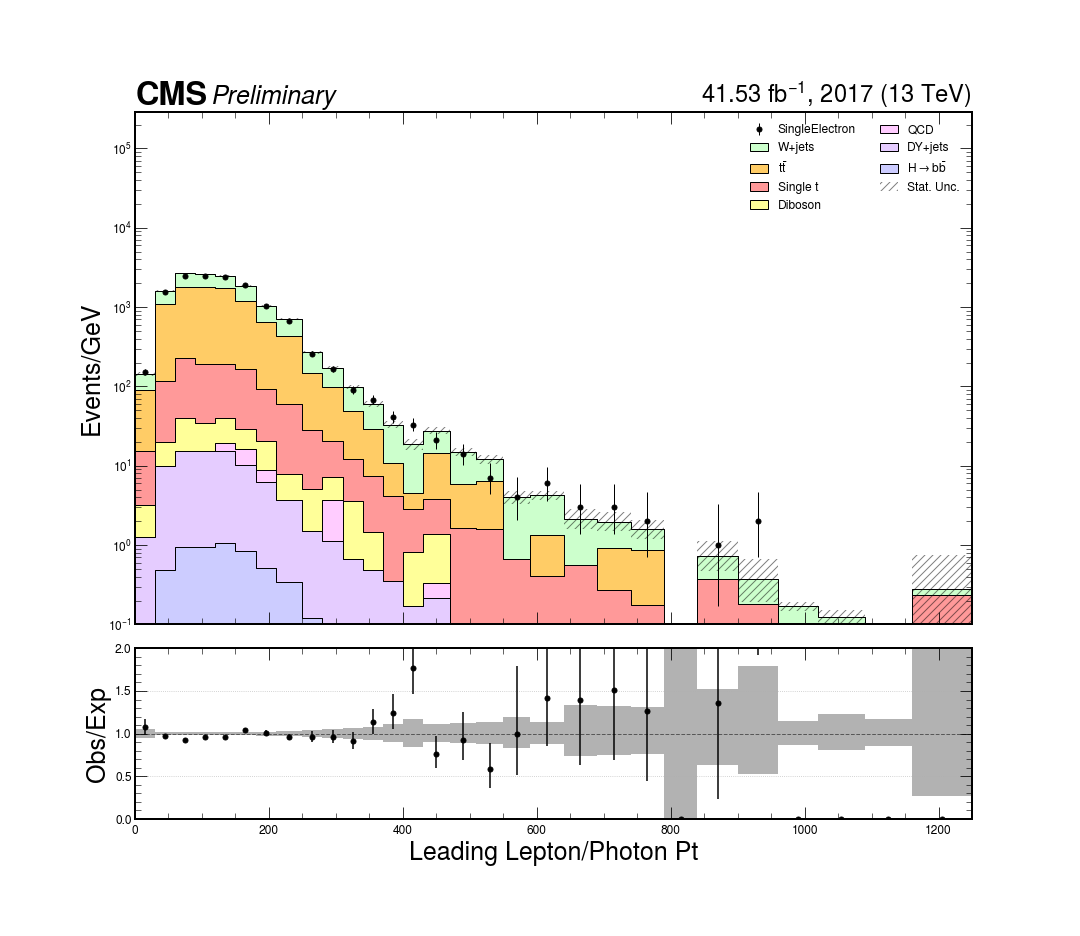 CMS Preliminary
41.53 fb⁻¹, 2017 (13 TeV)
Events/GeV
10⁵
10⁴
10³
10²
10¹
10⁰
10⁻¹
SingleElectron
W+jets
tt̄
Single t
Diboson
QCD
DY+jets
H→bb̄
Stat. Unc.
Obs/Exp
2.0
1.5
1.0
0.5
0.0
0 200 400 600 800 1000 1200
Leading Lepton/Photon Pt